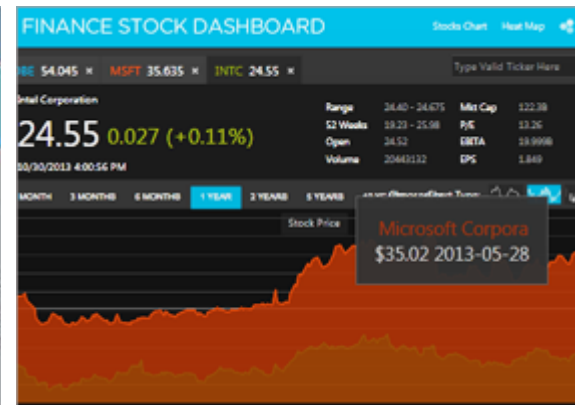 FINANCE STOCK DASHBOARD
Stocks Chart Heat Map
54.045 × MSFT 35.635 × INTC 24.55 ×
Type Valid Ticker Here
Intel Corporation
24.55 0.027 (+0.11%)
10/30/2013 4:00:56 PM
Range 24.40 - 24.675 Mkt Cap 122.3B
52 Weeks 19.23 - 25.98 P/E 13.26
Open 24.52 EBITA 19.999B
Volume 20443132 EPS 1.849
MONTH 3 MONTHS 6 MONTHS 1 YEAR 2 YEARS 5 YEARS
Stock Price
Microsoft Corpora
$35.02 2013-05-28